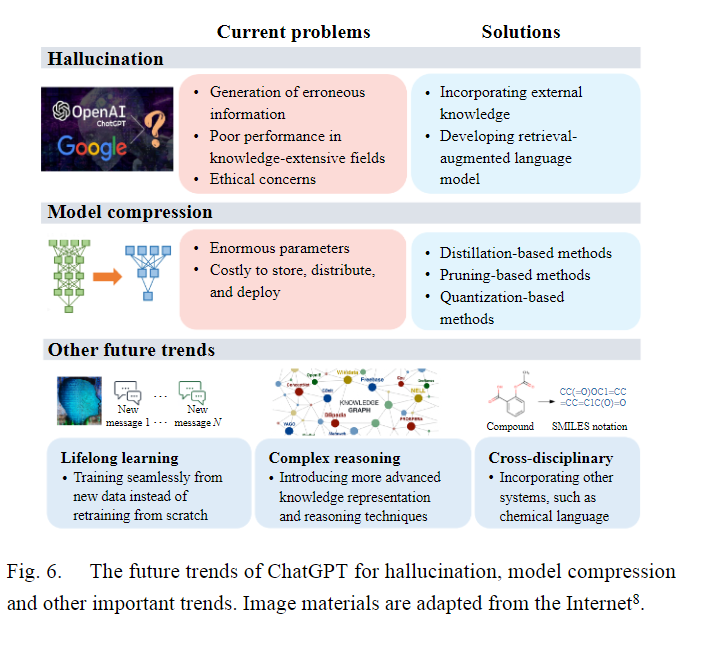 Current problems
Solutions
Hallucination
OpenAI
ChatGPT
Google
?
• Generation of erroneous
information
• Poor performance in
knowledge-extensive fields
• Ethical concerns
• Incorporating external
knowledge
• Developing retrieval-
augmented language
model
Model compression
• Enormous parameters
• Costly to store, distribute,
and deploy
• Distillation-based methods
• Pruning-based methods
• Quantization-based
methods
Other future trends
New
message 1
...
...
New
message N
Freebase
NELL
KNOWLEDGE
GRAPH
DBpedia
YAGO
Compound
CC(=O)OC1=CC
=CC=C1C(O)=O
SMILES notation
Lifelong learning
• Training seamlessly from
new data instead of
retraining from scratch
Complex reasoning
• Introducing more advanced
knowledge representation
and reasoning techniques
Cross-disciplinary
• Incorporating other
systems, such as
chemical language
Fig. 6. The future trends of ChatGPT for hallucination, model compression
and other important trends. Image materials are adapted from the Internet⁸.